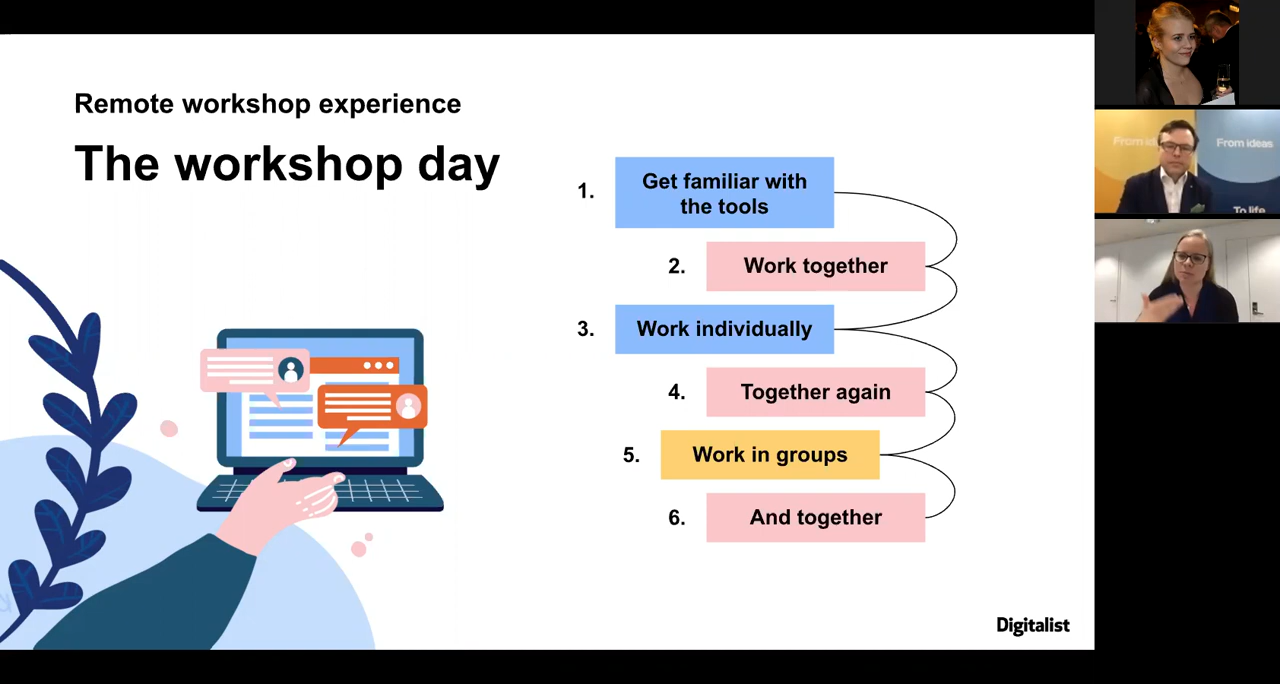 Remote workshop experience
The workshop day
1.
Get familiar with
the tools
2.
Work together
3.
Work individually
4.
Together again
5.
Work in groups
6.
And together
Digitalist
From ideas
To life